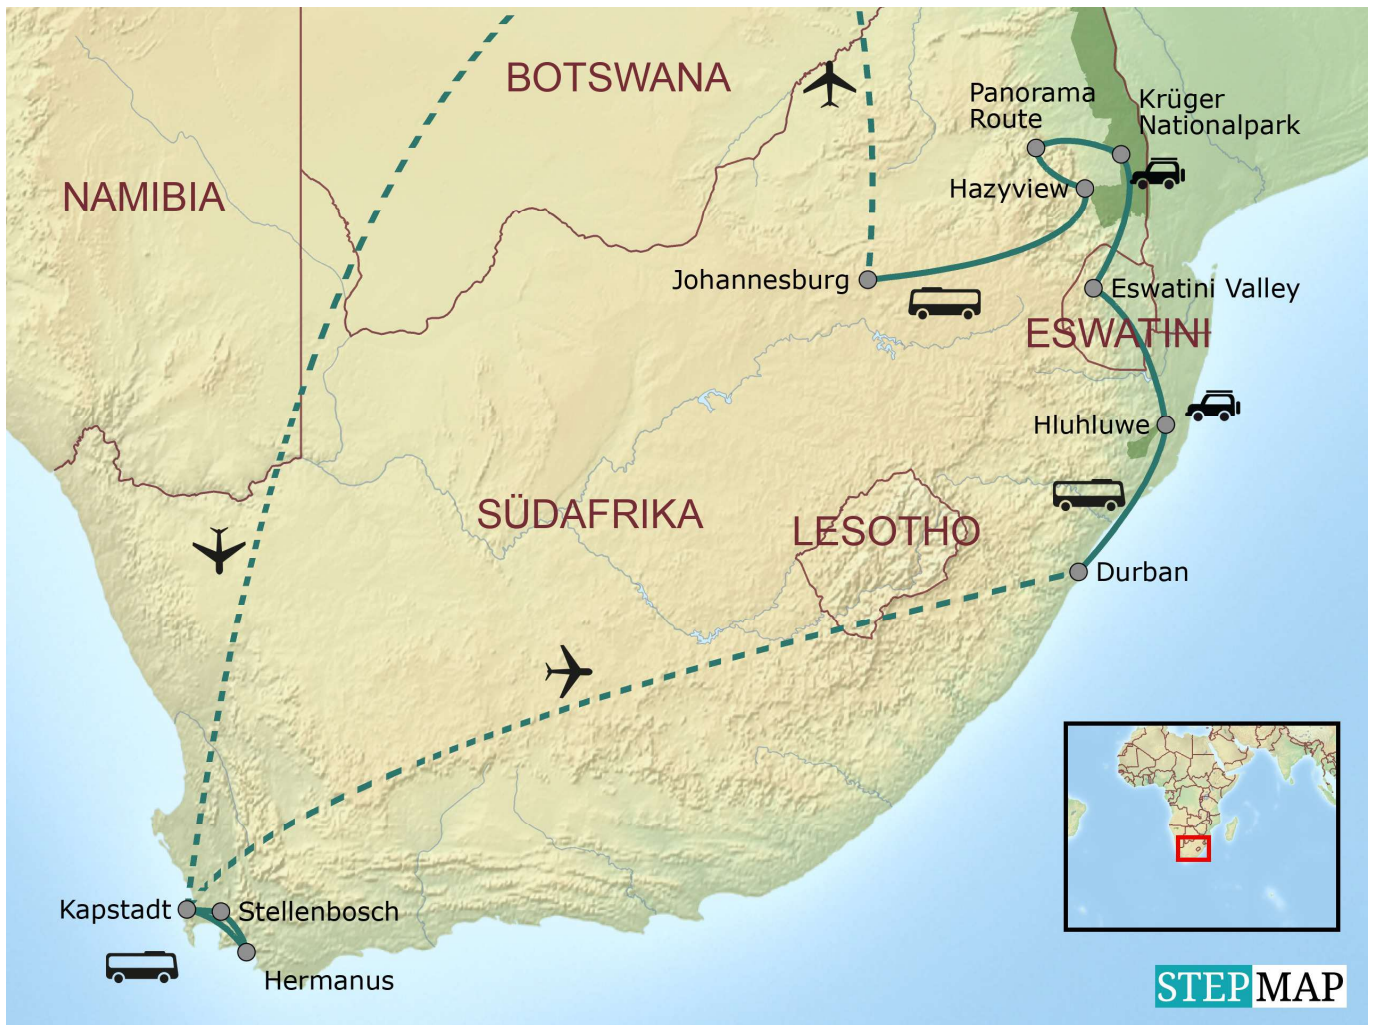 BOTSWANA
Panorama
Route
Krüger
Nationalpark
NAMIBIA
Hazyview
Johannesburg
Eswatini Valley
ESWATINI
Hluhluwe
SÜDAFRIKA
LESOTHO
Durban
Kapstadt
Stellenbosch
Hermanus
STEPMAP